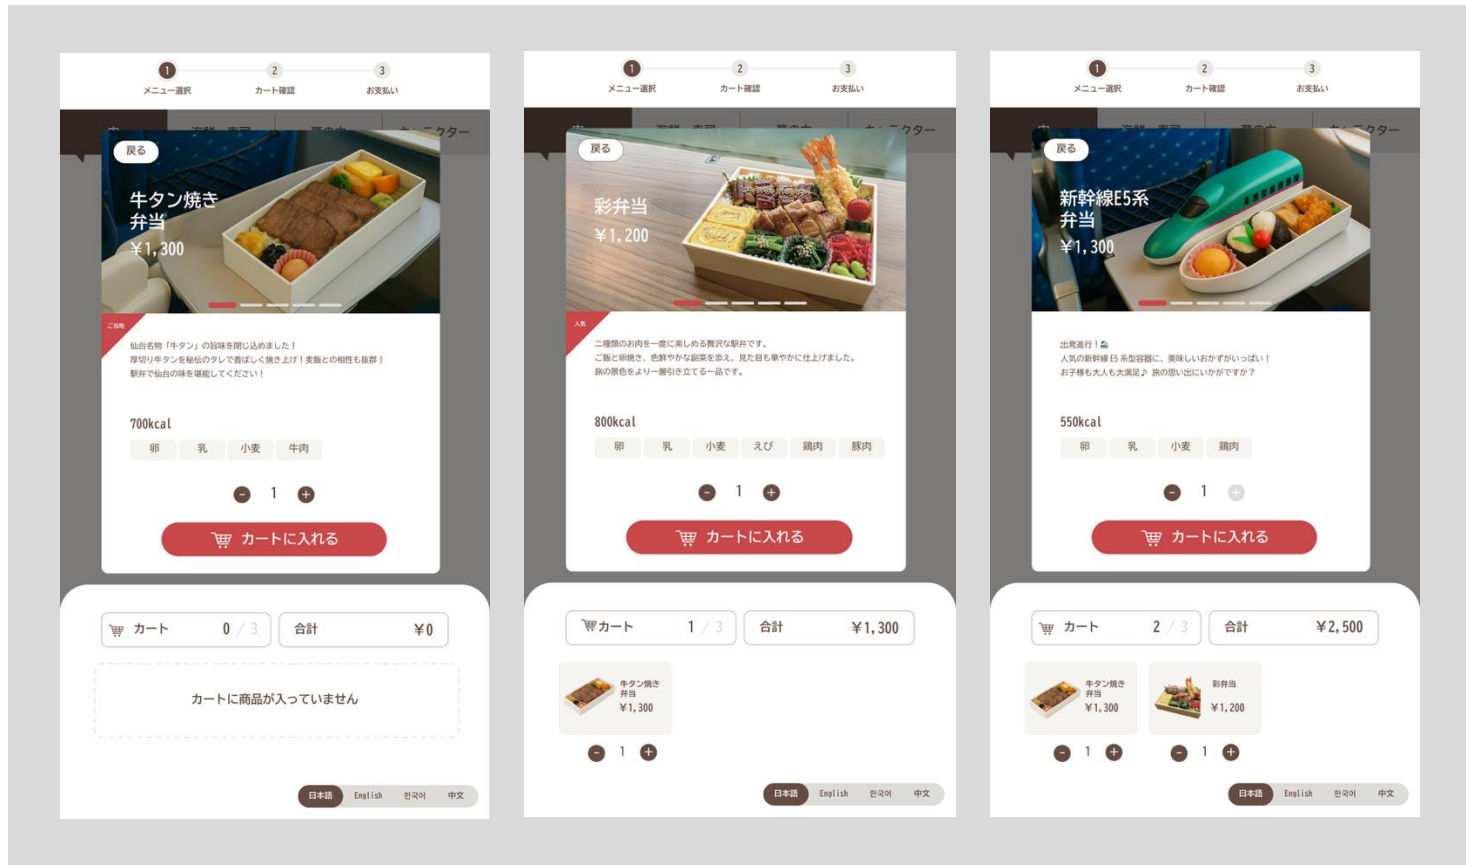 1
2
3
メニュー選択
カート確認
お支払い
戻る
牛タン焼き
弁当
¥1,300
ご当地
仙台名物「牛タン」の旨味を閉じ込めました！
厚切り牛タンを秘伝のタレで香ばしく焼き上げ！麦飯との相性も抜群！
駅弁で仙台の味を堪能してください！
700kcal
卵 乳 小麦 牛肉
- 1 +
カートに入れる
カート 0 / 3 合計 ¥0
カートに商品が入っていません
日本語 English 한국어 中文
1
2
3
メニュー選択
カート確認
お支払い
戻る
彩弁当
¥1,200
人気
二種類のお肉を一度に楽しめる贅沢な駅弁です。
ご飯と卵焼き、色鮮やかな副菜を添え、見た目も華やかに仕上げました。
旅の景色をより一層引き立てる一品です。
800kcal
卵 乳 小麦 えび 鶏肉 豚肉
- 1 +
カートに入れる
カート 1 / 3 合計 ¥1,300
牛タン焼き
弁当
¥1,300
- 1 +
日本語 English 한국어 中文
1
2
3
メニュー選択
カート確認
お支払い
戻る
新幹線E5系
弁当
¥1,300
出発進行！
人気の新幹線 E5 系型容器に、美味しいおかずがいっぱい！
お子様も大人も大満足♪ 旅の思い出にいかがですか？
550kcal
卵 乳 小麦 鶏肉
- 1 +
カートに入れる
カート 2 / 3 合計 ¥2,500
牛タン焼き
弁当
¥1,300
- 1 +
彩弁当
¥1,200
- 1 +
日本語 English 한국어 中文